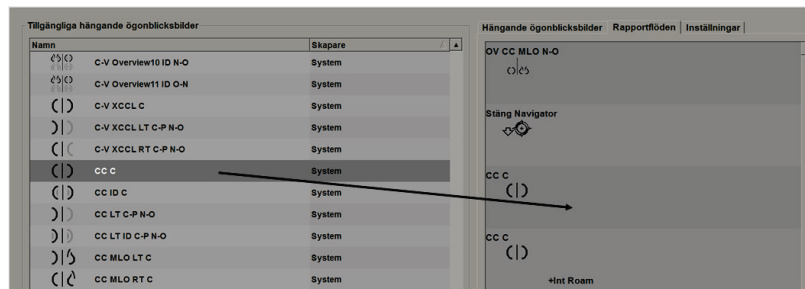 Tillgängliga hängande ögonblicksbilder
Namn Skapare
C-V Overview10 ID N-O System
C-V Overview11 ID O-N System
C-V XCCL C System
C-V XCCL LT C-P N-O System
C-V XCCL RT C-P N-O System
CC C System
CC ID C System
CC LT C-P N-O System
CC LT ID C-P N-O System
CC MLO LT C System
CC MLO RT C System
Hängande ögonblicksbilder Rapportflöden Inställningar
OV CC MLO N-O
Stäng Navigator
CC C
CC C
+Int Roam